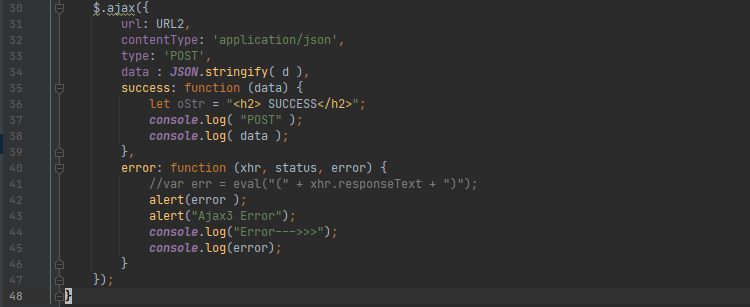 30 $.ajax({
31 url: URL2,
32 contentType: 'application/json',
33 type: 'POST',
34 data : JSON.stringify( d ),
35 success: function (data) {
36 let oStr = "<h2> SUCCESS</h2>";
37 console.log( "POST" );
38 console.log( data );
39 },
40 error: function (xhr, status, error) {
41 //var err = eval("(" + xhr.responseText + ")");
42 alert(error );
43 alert("Ajax3 Error");
44 console.log("Error--->>>");
45 console.log(error);
46 }
47 });
48 }